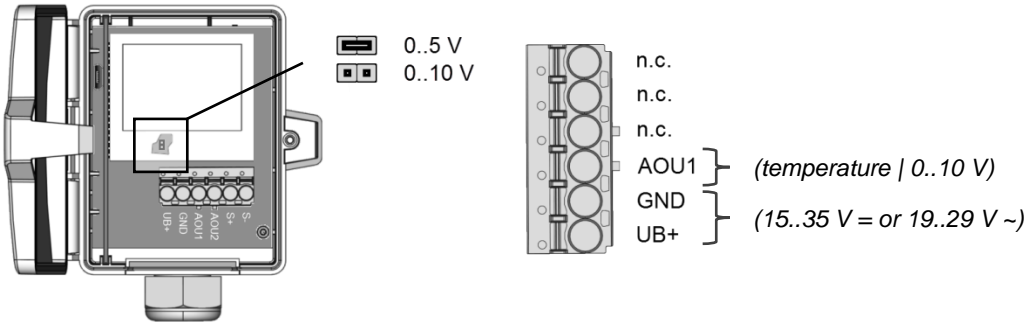 0..5 V
0..10 V
UB+
GND
AOU1
AOU2
S+
S-
n.c.
n.c.
n.c.
AOU1 (temperature | 0..10 V)
GND
UB+
(15..35 V = or 19..29 V ~)